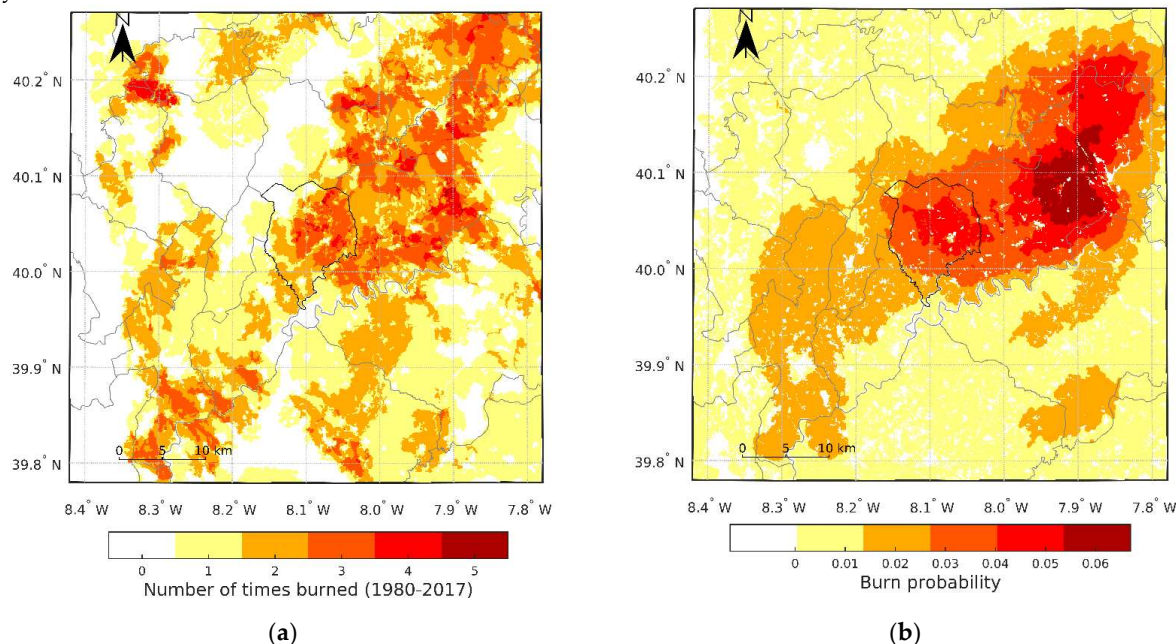 y
N
40.2° N
40.1° N
40.0° N
39.9° N
39.8° N
0 5 10 km
8.4° W 8.3° W 8.2° W 8.1° W 8.0° W 7.9° W 7.8° W
0 1 2 3 4 5
Number of times burned (1980-2017)
(a)
N
40.2° N
40.1° N
40.0° N
39.9° N
39.8° N
0 5 10 km
8.4° W 8.3° W 8.2° W 8.1° W 8.0° W 7.9° W 7.8° W
0 0.01 0.02 0.03 0.04 0.05 0.06
Burn probability
(b)